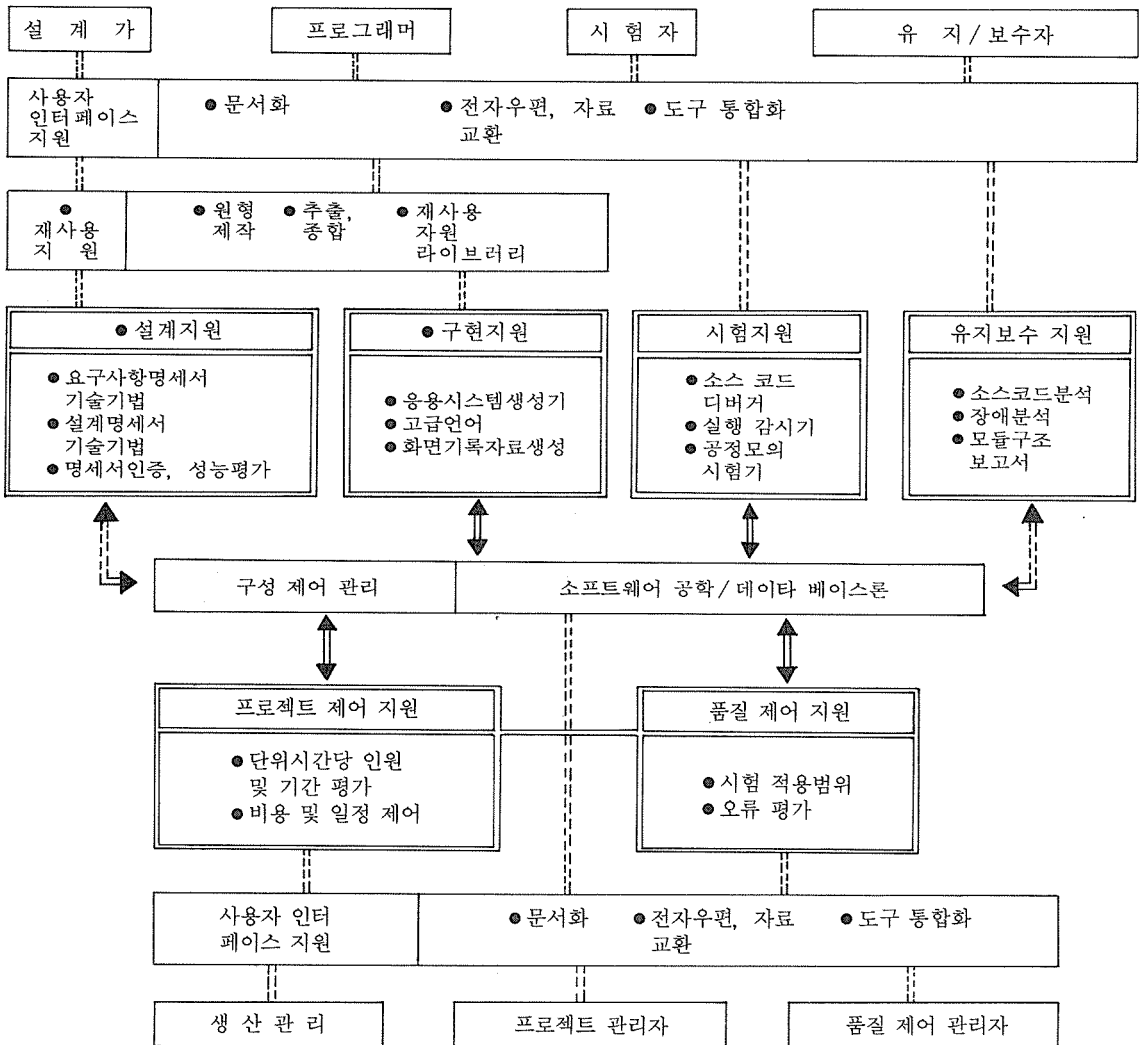 설 계 가
프로그래머
시 험 자
유 지 / 보수자
사용자
인터페이스
지원
● 문서화
● 전자우편, 자료
교환
● 도구 통합화
●
재사용
지 원
● 원형
제작
● 추출,
종합
● 재사용
자원
라이브러리
● 설계지원
● 요구사항명세서
기술기법
● 설계명세서
기술기법
● 명세서인증, 성능평가
● 구현지원
● 응용시스템생성기
● 고급언어
● 화면기록자료생성
시험지원
● 소스 코드
디버거
● 실행 감시기
● 공정모의
시험기
유지보수 지원
● 소스코드분석
● 장애분석
● 모듈구조
보고서
구성 제어 관리
소프트웨어 공학 / 데이타 베이스론
프로젝트 제어 지원
● 단위시간당 인원
및 기간 평가
● 비용 및 일정 제어
품질 제어 지원
● 시험 적용범위
● 오류 평가
사용자 인터
페이스 지원
● 문서화
● 전자우편, 자료
교환
● 도구 통합화
생 산 관 리
프로젝트 관리자
품질 제어 관리자